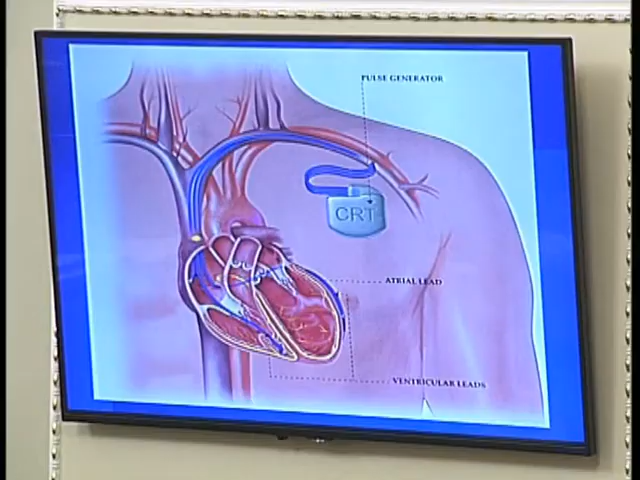 PULSE GENERATOR
CRT
ATRIAL LEAD
VENTRICULAR LEADS